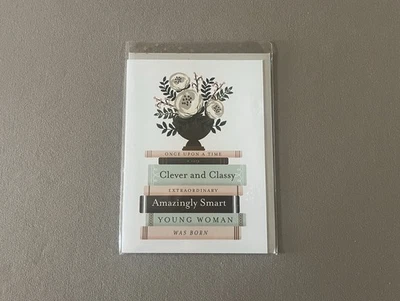 ONCE UPON A TIME
Clever and Classy
EXTRAORDINARY
Amazingly Smart
YOUNG WOMAN
WAS BORN